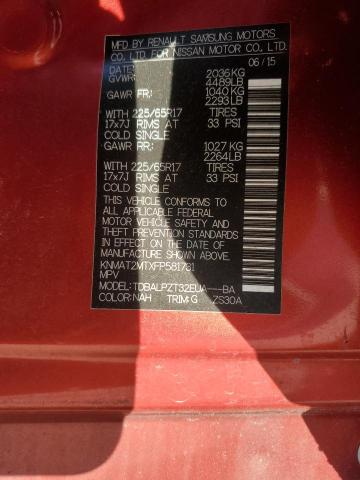 MFD BY RENAULT SAMSUNG MOTORS
CO., LTD. FOR NISSAN MOTOR CO., LTD.
DATE: 06/15
GVWR: 2036KG
4489LB
GAWR FR: 1040 KG
2293LB
WITH 225/65R17 TIRES
17x7J RIMS AT 33 PSI
COLD SINGLE
GAWR RR: 1027 KG
2264LB
WITH 225/65R17 TIRES
17x7J RIMS AT 33 PSI
COLD SINGLE
THIS VEHICLE CONFORMS TO ALL
APPLICABLE FEDERAL MOTOR
VEHICLE SAFETY, BUMPER, AND
THEFT PREVENTION STANDARDS
IN EFFECT ON THE DATE OF
MANUFACTURE SHOWN ABOVE.
KNMAT2MTXFP581731
MPV
MODEL: TDBALPZT32EUA---BA
COLOR: NAH TRIM: G ZS30A